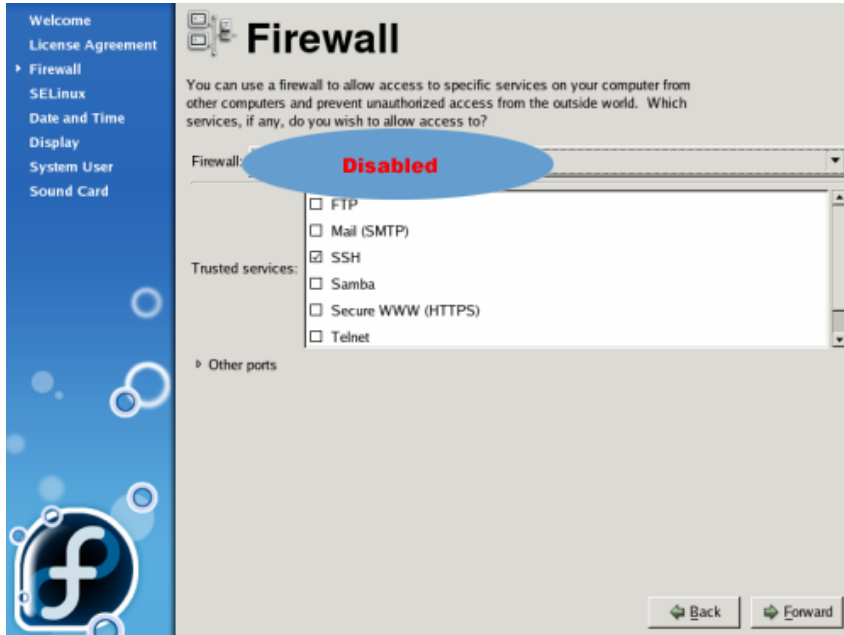 Welcome
License Agreement
Firewall
SELinux
Date and Time
Display
System User
Sound Card
Firewall
You can use a firewall to allow access to specific services on your computer from
other computers and prevent unauthorized access from the outside world. Which
services, if any, do you wish to allow access to?
Firewall:
Disabled
Trusted services:
FTP
Mail (SMTP)
SSH
Samba
Secure WWW (HTTPS)
Telnet
Other ports
Back
Forward